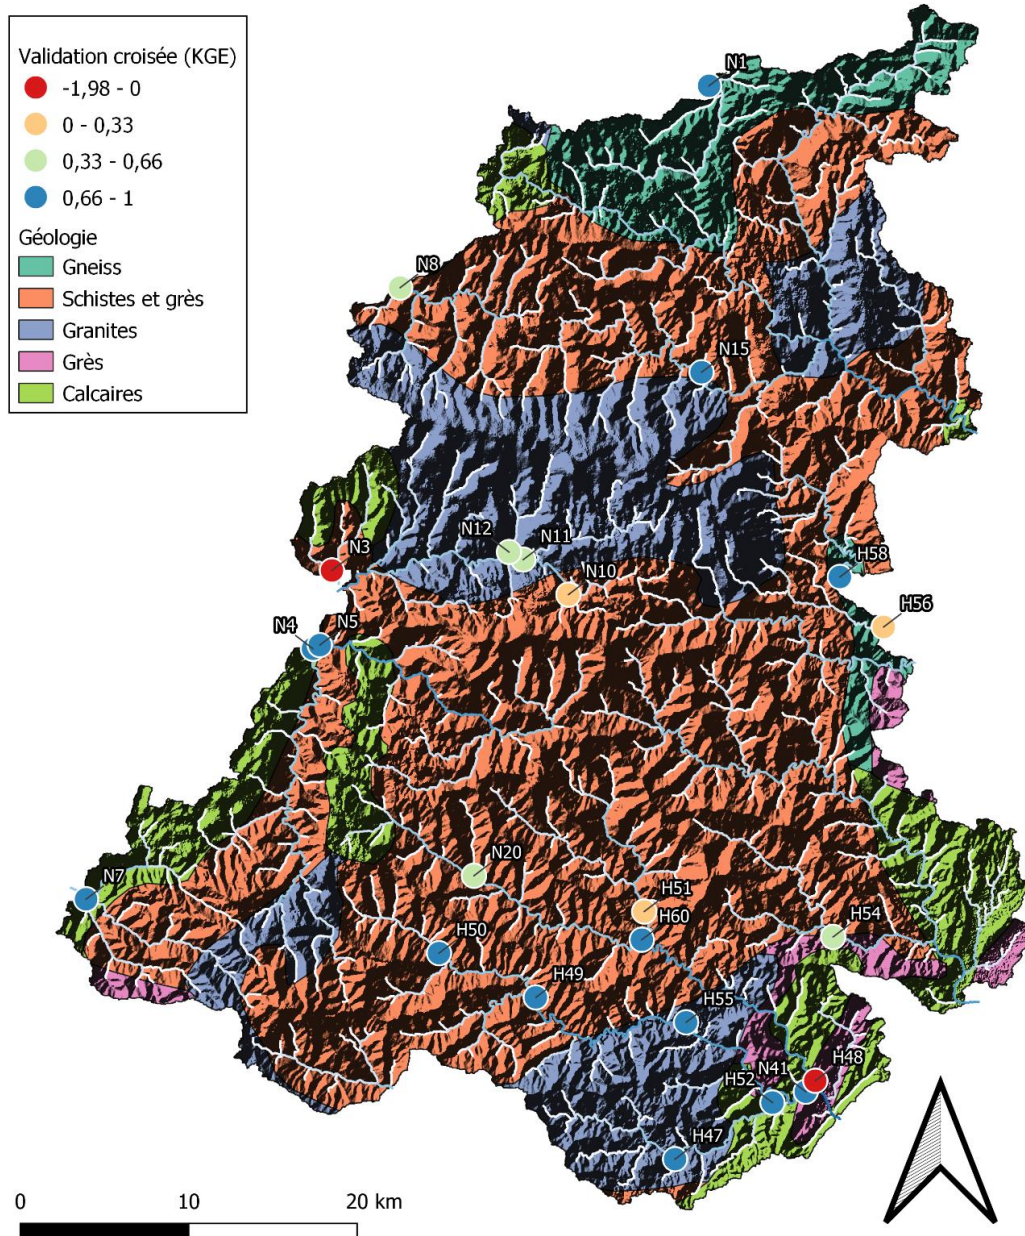 Validation croisée (KGE)
-1,98 - 0
0 - 0,33
0,33 - 0,66
0,66 - 1
Géologie
Gneiss
Schistes et grès
Granites
Grès
Calcaires
N1
N8
N15
N12
N11
N3
N10
H58
H56
N4
N5
N20
N7
H51
H60
H50
H54
H49
H55
N41
H48
H52
H47
0 10 20 km